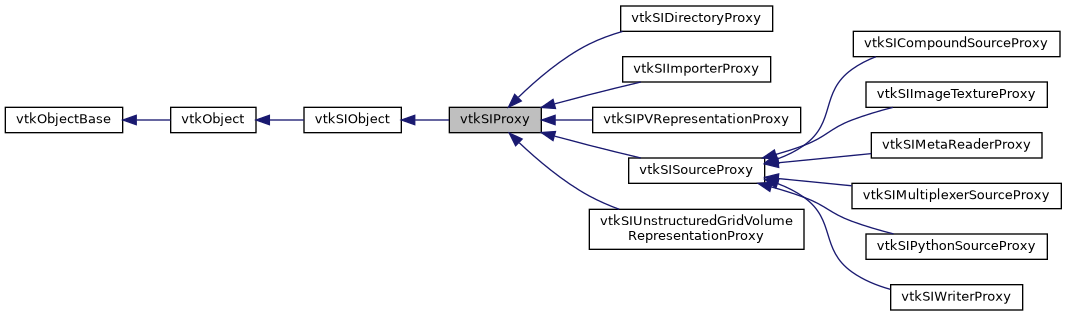 vtkObjectBase
vtkObject
vtkSIObject
vtkSIProxy
vtkSIDirectoryProxy
vtkSIImporterProxy
vtkSIPVRepresentationProxy
vtkSISourceProxy
vtkSIUnstructuredGridVolume
RepresentationProxy
vtkSICompoundSourceProxy
vtkSIImageTextureProxy
vtkSIMetaReaderProxy
vtkSIMultiplexerSourceProxy
vtkSIPythonSourceProxy
vtkSIWriterProxy